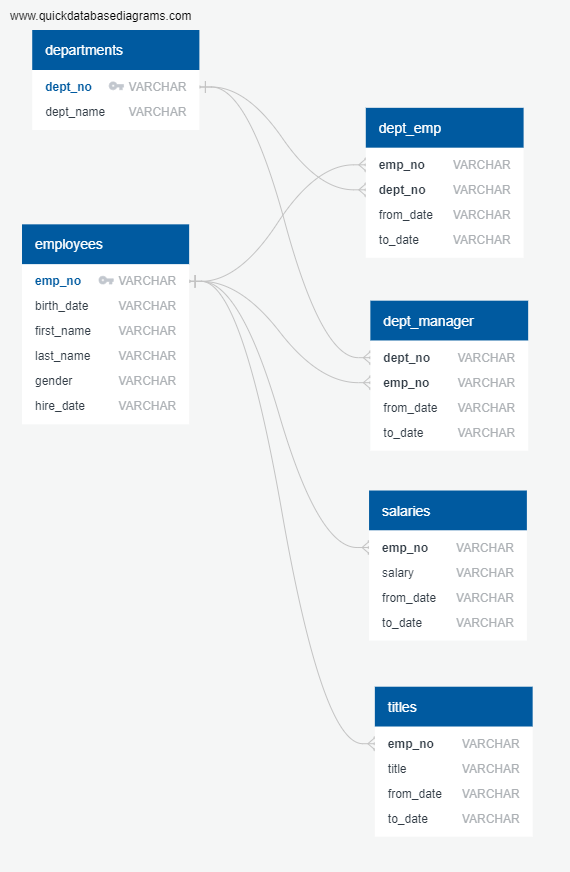 www.quickdatabasediagrams.com
departments
dept_no VARCHAR
dept_name VARCHAR
employees
emp_no VARCHAR
birth_date VARCHAR
first_name VARCHAR
last_name VARCHAR
gender VARCHAR
hire_date VARCHAR
dept_emp
emp_no VARCHAR
dept_no VARCHAR
from_date VARCHAR
to_date VARCHAR
dept_manager
dept_no VARCHAR
emp_no VARCHAR
from_date VARCHAR
to_date VARCHAR
salaries
emp_no VARCHAR
salary VARCHAR
from_date VARCHAR
to_date VARCHAR
titles
emp_no VARCHAR
title VARCHAR
from_date VARCHAR
to_date VARCHAR